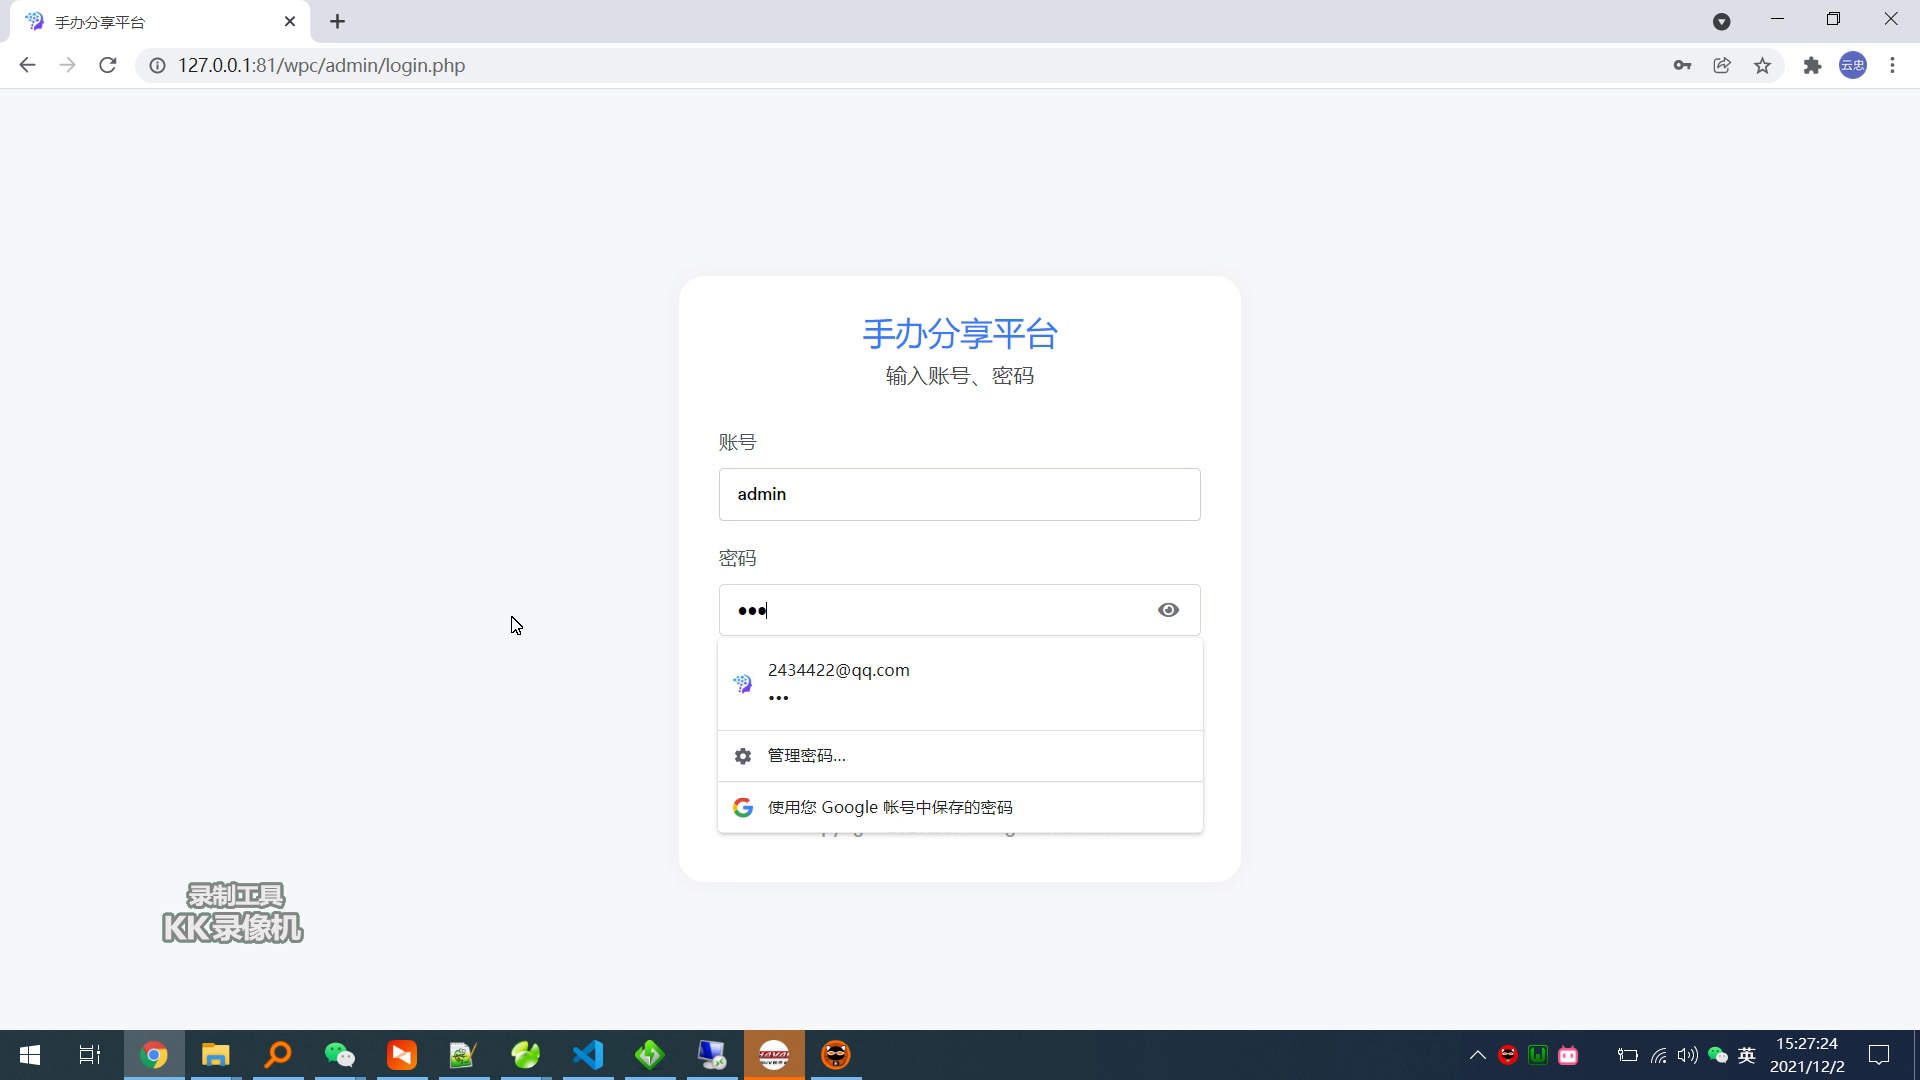 手办分享平台
127.0.0.1:81/wpc/admin/login.php
云忠
手办分享平台
输入账号、密码
账号
admin
密码
•••
2434422@qq.com
•••
管理密码...
使用您 Google 帐号中保存的密码
录制工具
KK录像机
英
15:27:24
2021/12/2